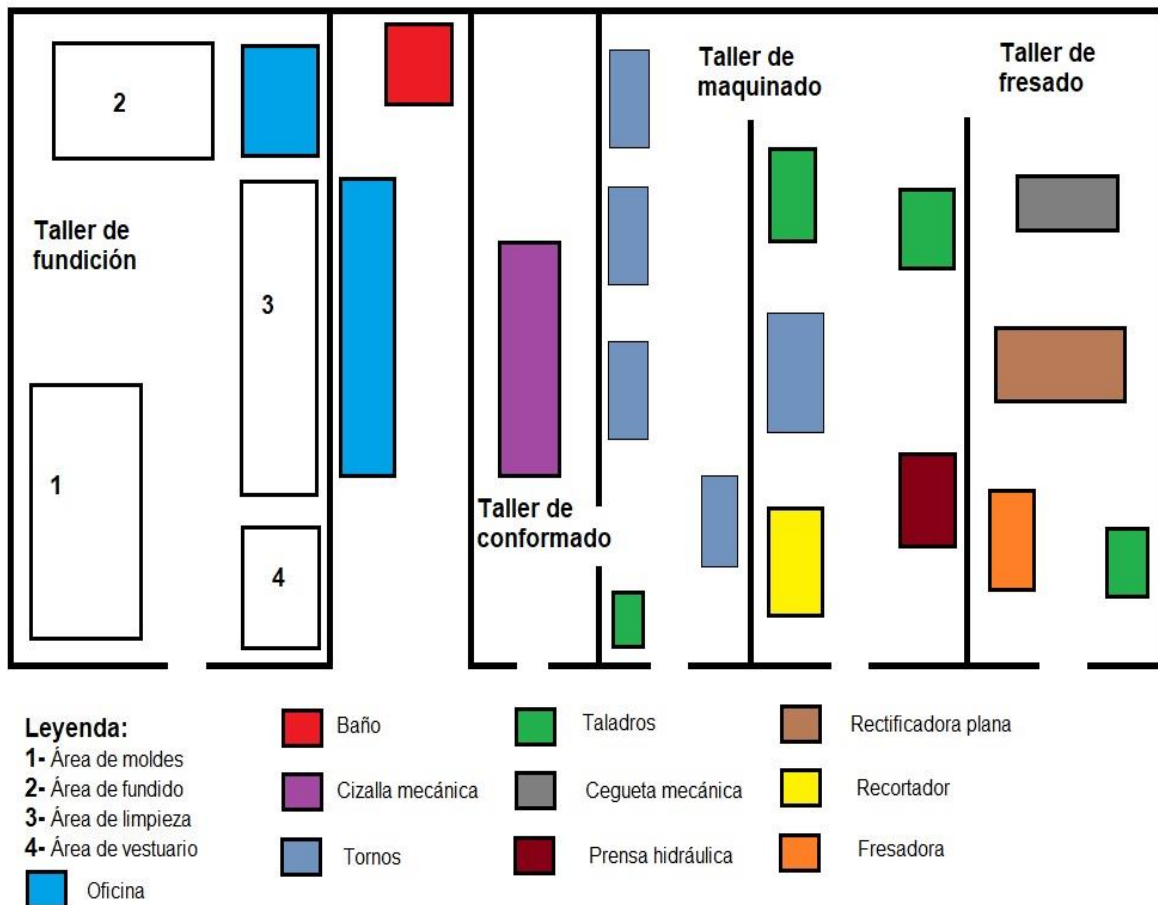 2
Taller de
fundición
3
1
4
Taller de
conformado
Taller de
maquinado
Taller de
fresado
Leyenda:
1- Área de moldes
2- Área de fundido
3- Área de limpieza
4- Área de vestuario
Oficina
Baño
Cizalla mecánica
Tornos
Taladros
Cegueta mecánica
Prensa hidráulica
Rectificadora plana
Recortador
Fresadora